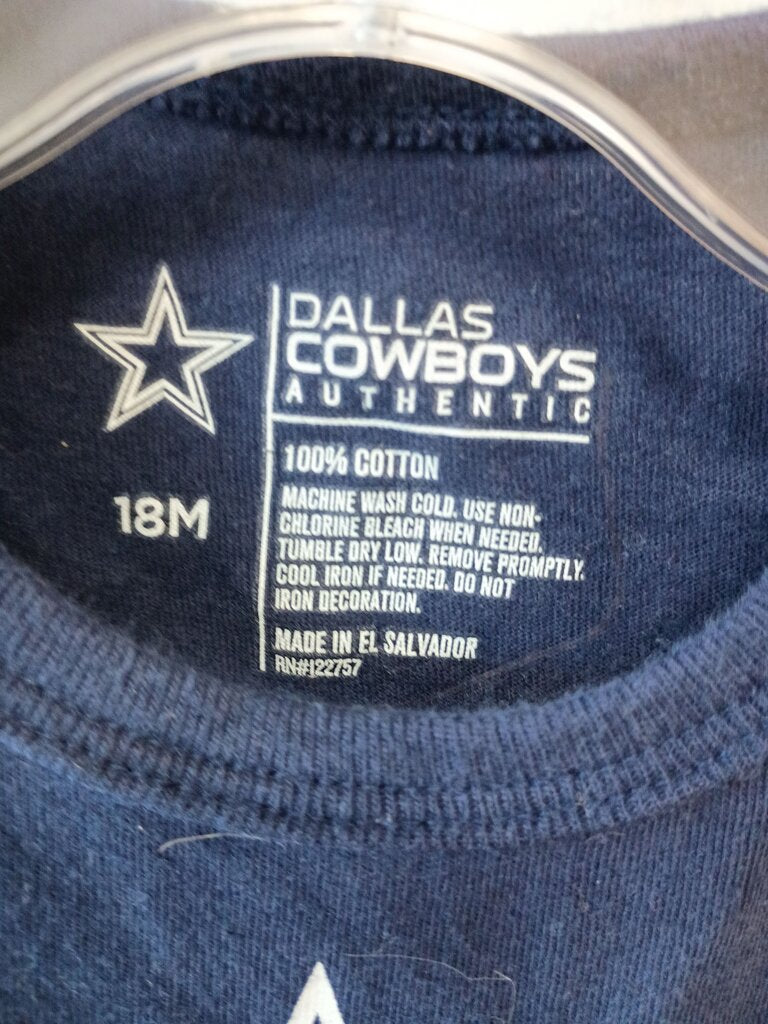 DALLAS
COWBOYS
AUTHENTIC
100% COTTON
18M
MACHINE WASH COLD. USE NON-
CHLORINE BLEACH WHEN NEEDED.
TUMBLE DRY LOW. REMOVE PROMPTLY.
COOL IRON IF NEEDED. DO NOT
IRON DECORATION.
MADE IN EL SALVADOR
RN#122757